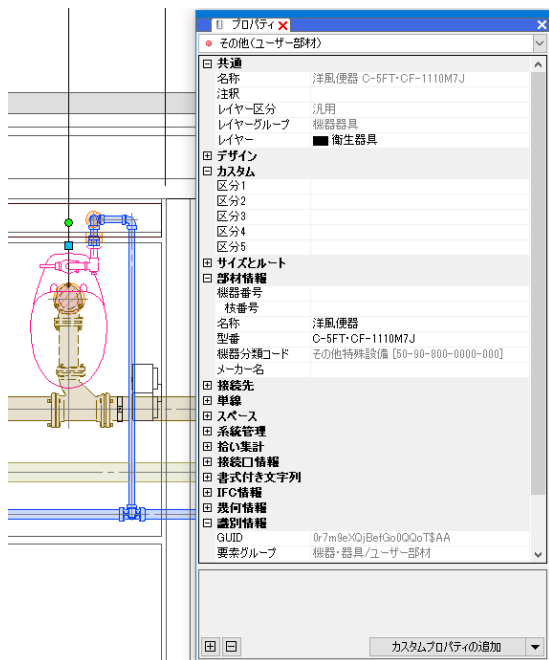 プロパティ
その他(ユーザー部材)
共通
名称 洋風便器 C-5FT・CF-1110M7J
注釈
レイヤー区分 汎用
レイヤーグループ 機器器具
レイヤー 衛生器具
デザイン
カスタム
区分1
区分2
区分3
区分4
区分5
サイズとルート
部材情報
機器番号
枝番号
名称 洋風便器
型番 C-5FT・CF-1110M7J
機器分類コード その他特殊設備 [50-90-800-0000-000]
メーカー名
接続先
単線
スペース
系統管理
拾い集計
接続口情報
書式付き文字列
IFC情報
幾何情報
識別情報
GUID 0r7m9eXQjBefGo0QQoT$AA
要素グループ 機器・器具/ユーザー部材
カスタムプロパティの追加